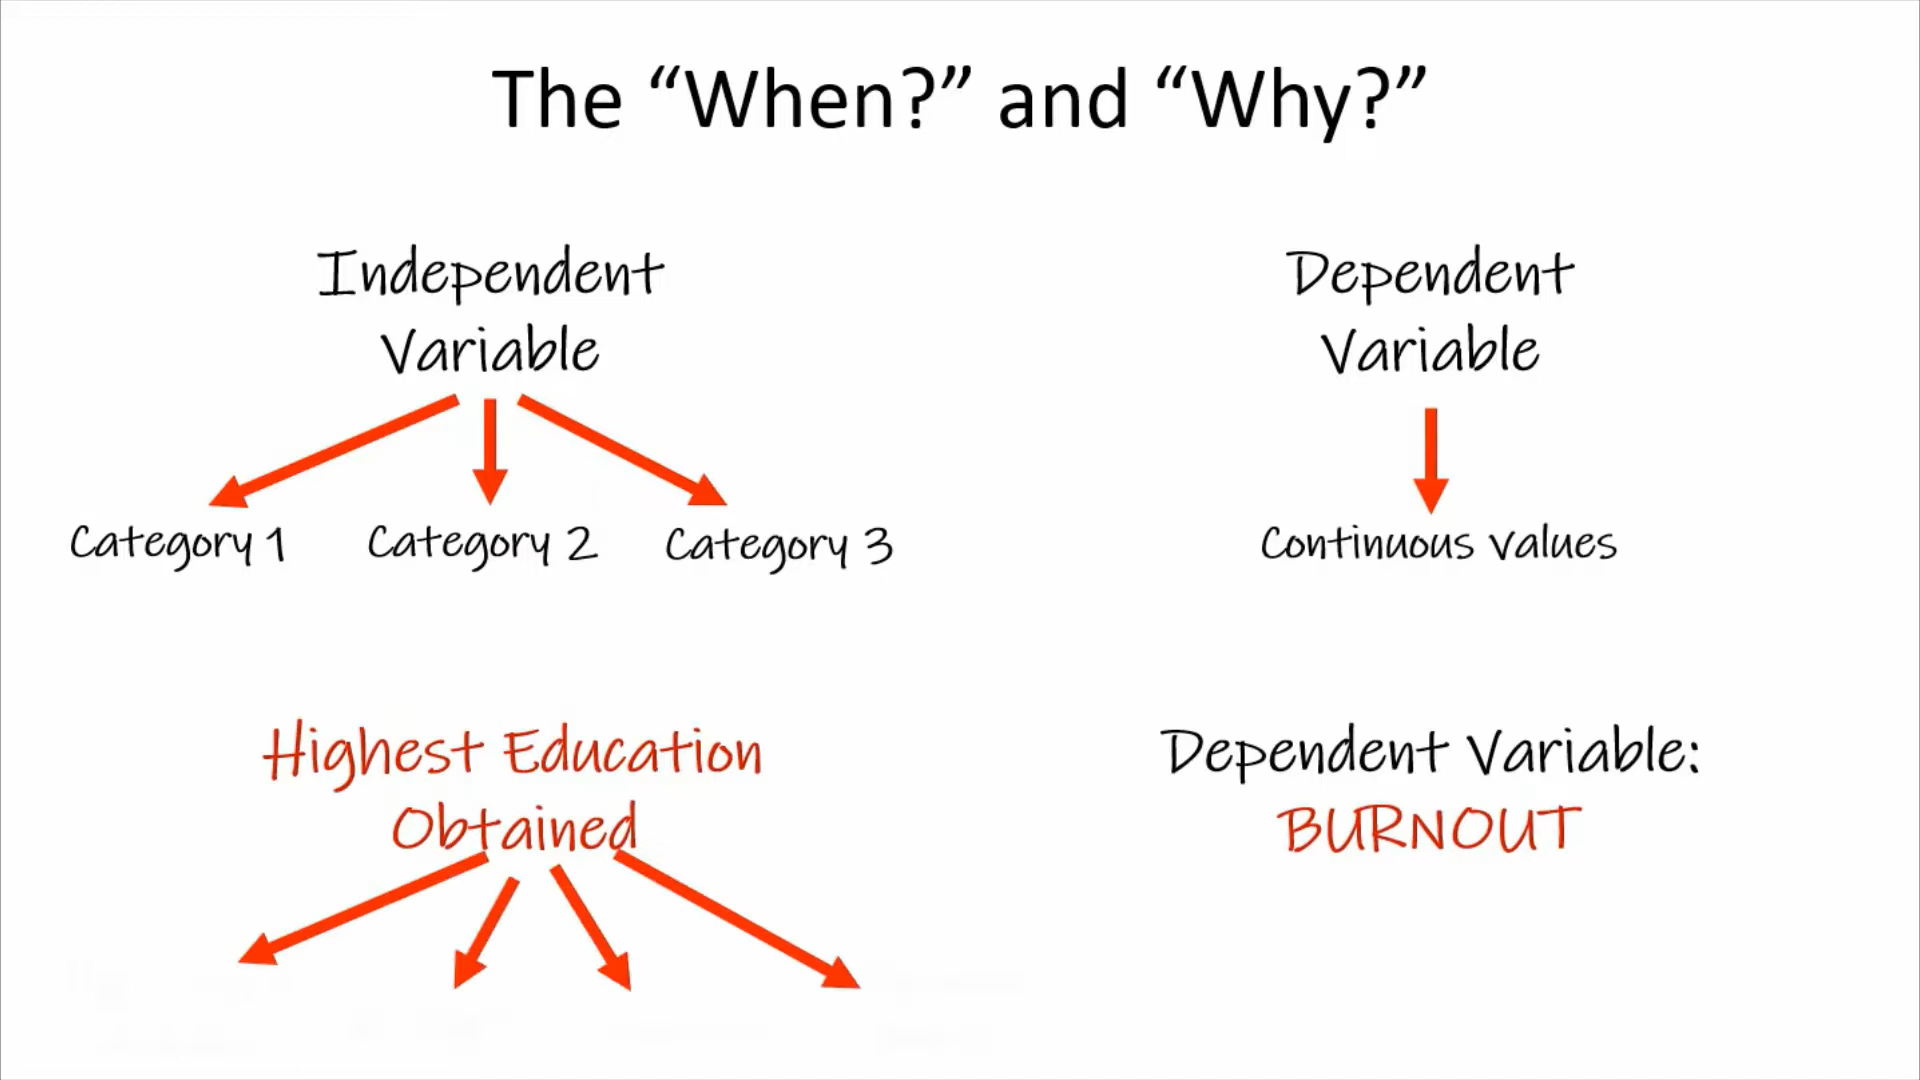 The “When?” and “Why?”
Independent
Variable
Category 1
Category 2
Category 3
Dependent
Variable
Continuous values
Highest Education
Obtained
Dependent Variable:
BURNOUT